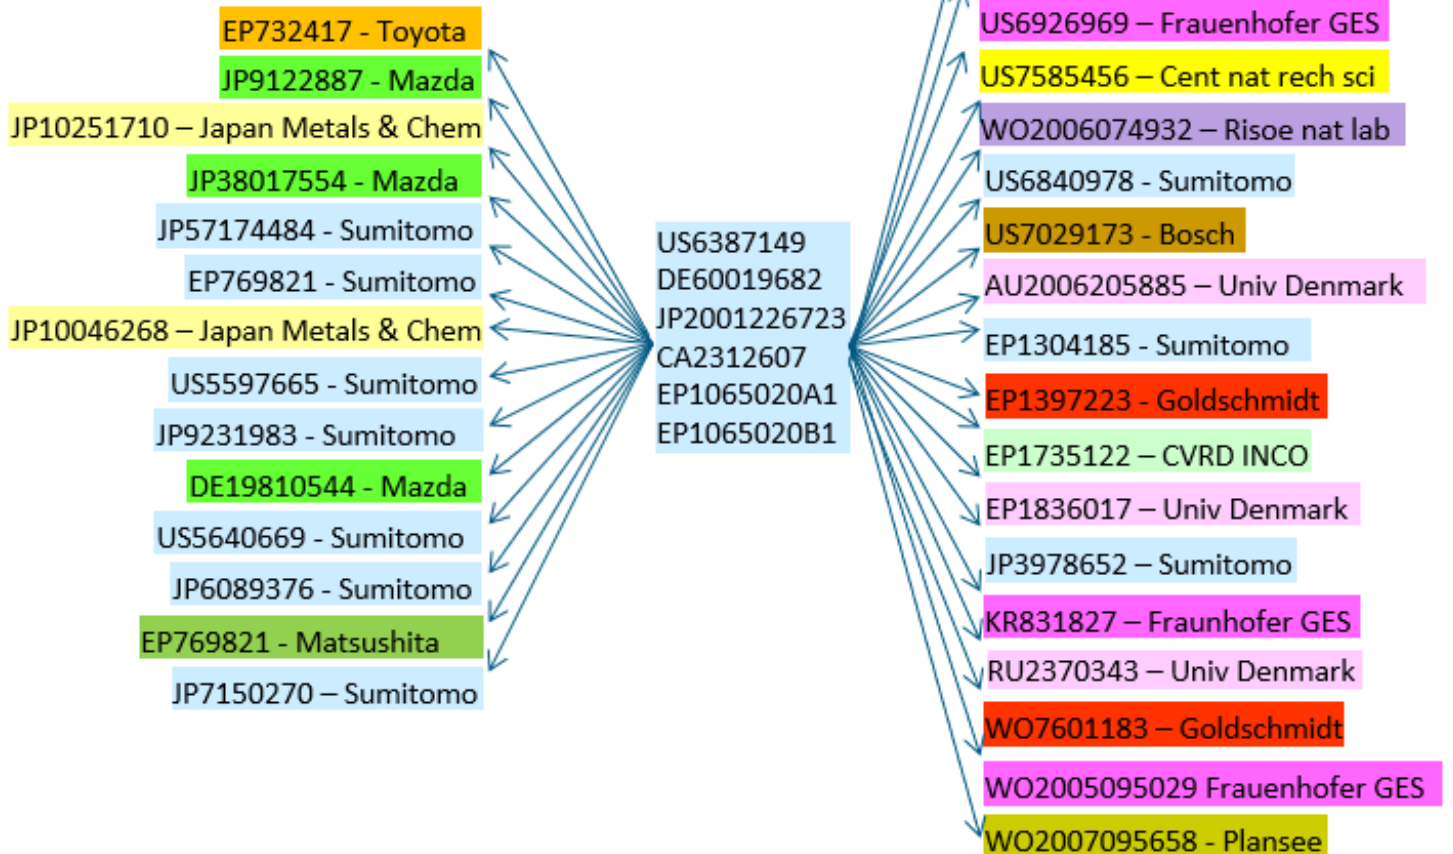 EP732417 - Toyota
JP9122887 - Mazda
JP10251710 – Japan Metals & Chem
JP38017554 - Mazda
JP57174484 - Sumitomo
EP769821 - Sumitomo
JP10046268 – Japan Metals & Chem
US5597665 - Sumitomo
JP9231983 - Sumitomo
DE19810544 - Mazda
US5640669 - Sumitomo
JP6089376 - Sumitomo
EP769821 - Matsushita
JP7150270 – Sumitomo
US6387149
DE60019682
JP2001226723
CA2312607
EP1065020A1
EP1065020B1
US6926969 – Frauenhofer GES
US7585456 – Cent nat rech sci
WO2006074932 – Risoe nat lab
US6840978 - Sumitomo
US7029173 - Bosch
AU2006205885 – Univ Denmark
EP1304185 - Sumitomo
EP1397223 - Goldschmidt
EP1735122 – CVRD INCO
EP1836017 – Univ Denmark
JP3978652 – Sumitomo
KR831827 – Fraunhofer GES
RU2370343 – Univ Denmark
WO7601183 – Goldschmidt
WO2005095029 Frauenhofer GES
WO2007095658 - Plansee